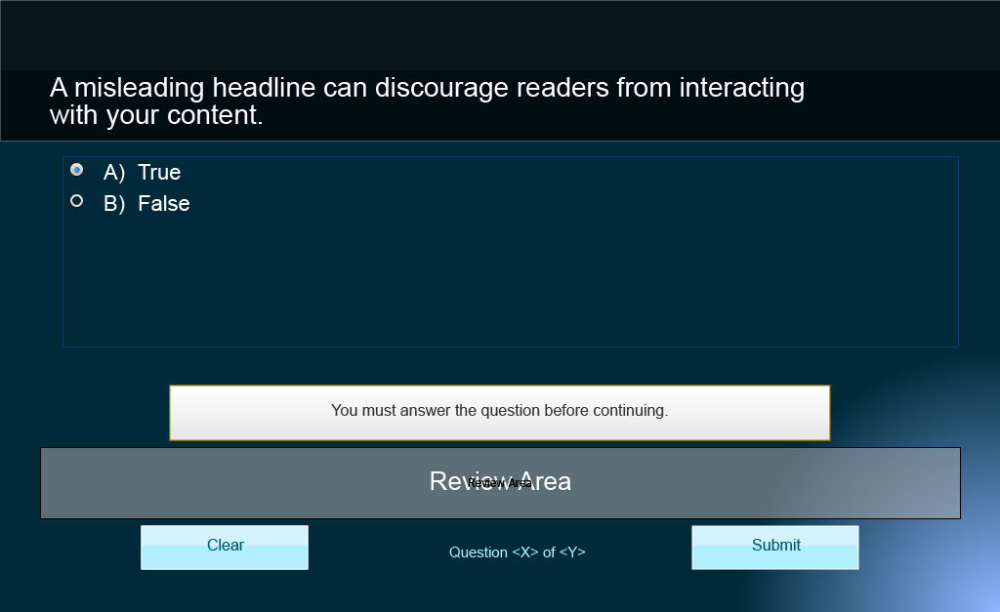 A misleading headline can discourage readers from interacting
with your content.
A) True
B) False
You must answer the question before continuing.
Review Area
Review Area
Clear
Question <X> of <Y>
Submit